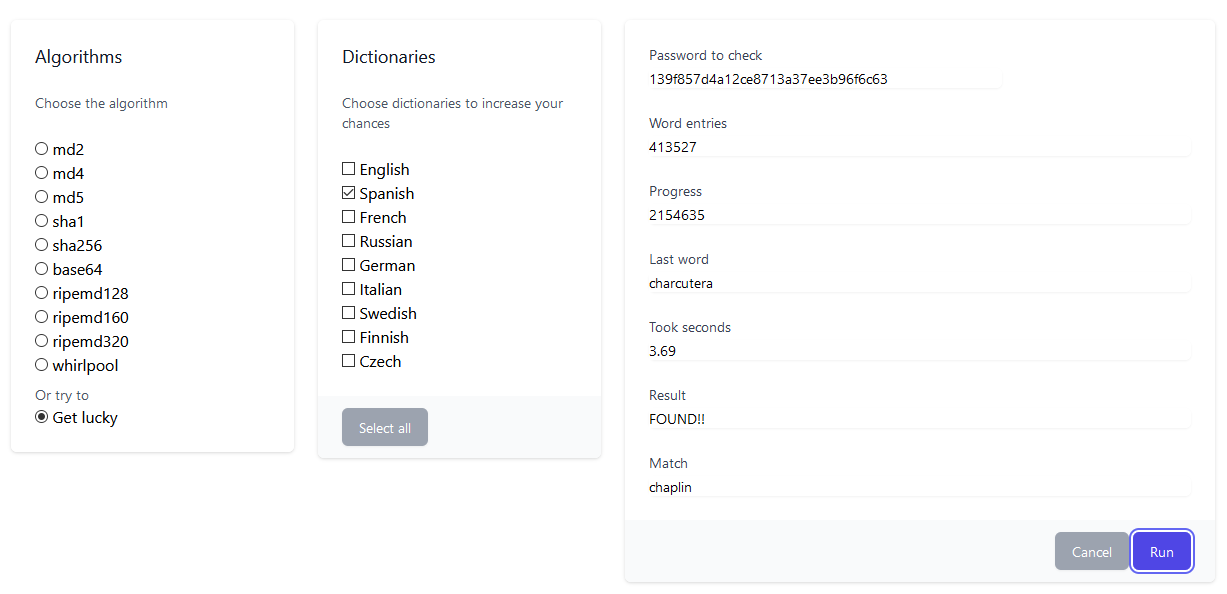 Algorithms
Choose the algorithm
md2
md4
md5
sha1
sha256
base64
ripemd128
ripemd160
ripemd320
whirlpool
Or try to
Get lucky
Dictionaries
Choose dictionaries to increase your
chances
English
Spanish
French
Russian
German
Italian
Swedish
Finnish
Czech
Select all
Password to check
139f857d4a12ce8713a37ee3b96f6c63
Word entries
413527
Progress
2154635
Last word
charcutera
Took seconds
3.69
Result
FOUND!!
Match
chaplin
Cancel
Run